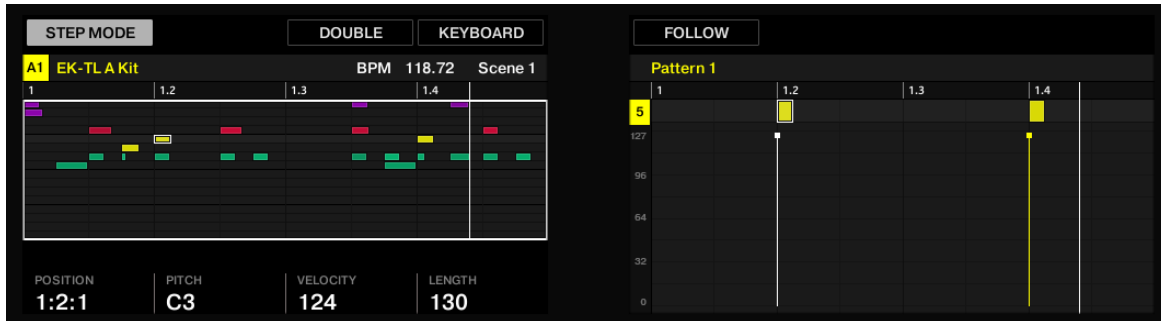 STEP MODE DOUBLE KEYBOARD
A1 EK-TL A Kit BPM 118.72 Scene 1
1 1.2 1.3 1.4
POSITION PITCH VELOCITY LENGTH
1:2:1 C3 124 130
FOLLOW
Pattern 1
1 1.2 1.3 1.4
5
127
96
64
32
0